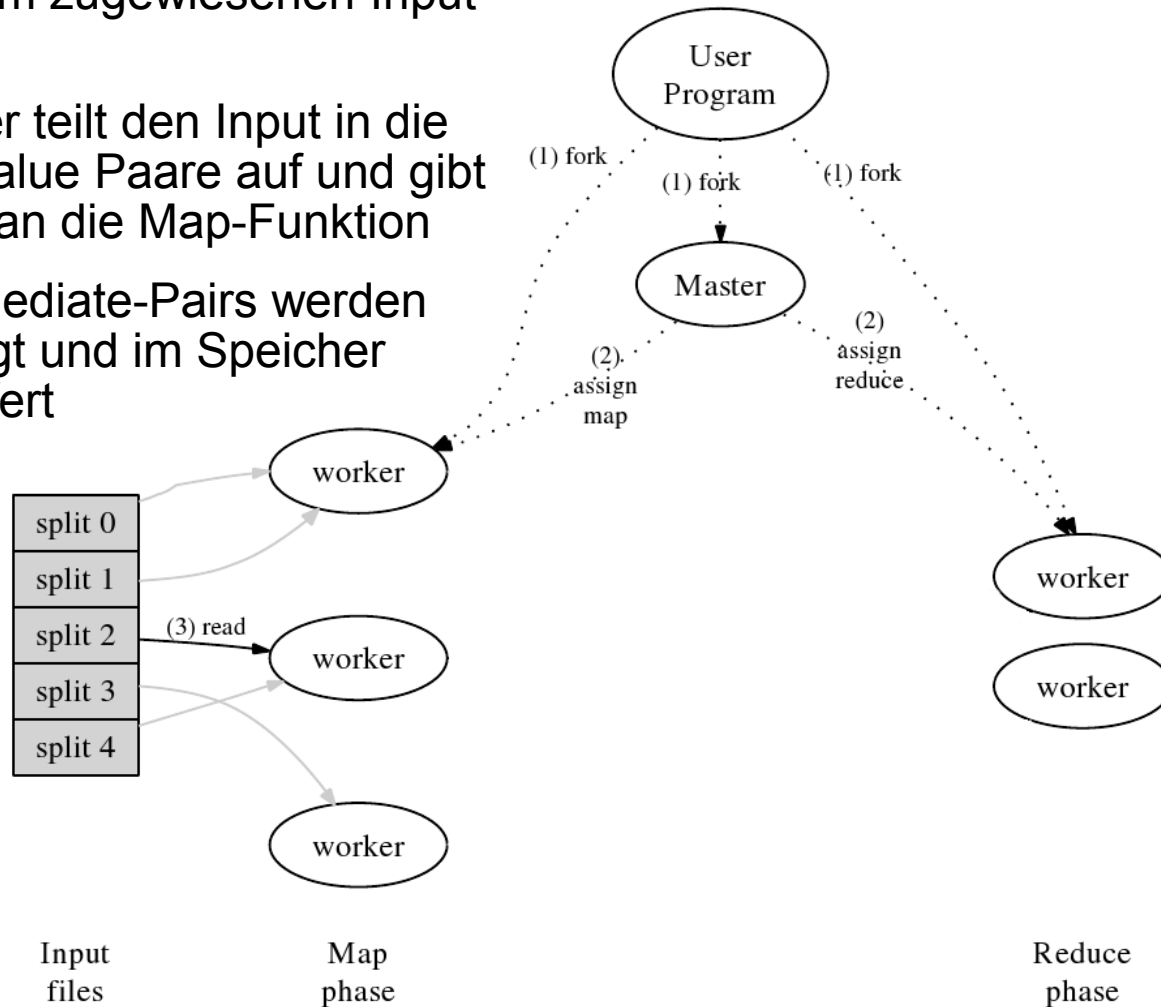 zugewiesenen Input
er teilt den Input in die
alue Paare auf und gibt
an die Map-Funktion
ediate-Pairs werden
gt und im Speicher
ert
User
Program
(1) fork
(1) fork
(1) fork
Master
(2)
assign
map
(2)
assign
reduce
worker
split 0
split 1
split 2
split 3
split 4
(3) read
worker
worker
worker
worker
Input
files
Map
phase
Reduce
phase